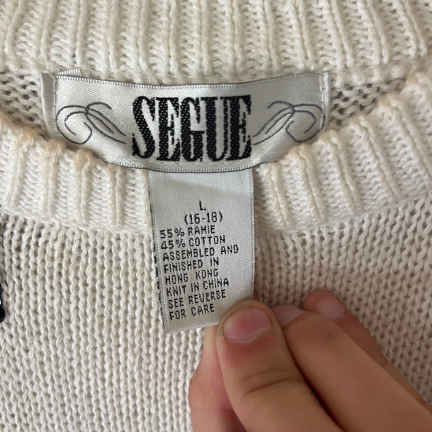 SEGUE
L
(16-18)
55% RAMIE
45% COTTON
ASSEMBLED AND
FINISHED IN
HONG KONG
KNIT IN CHINA
SEE REVERSE
FOR CARE